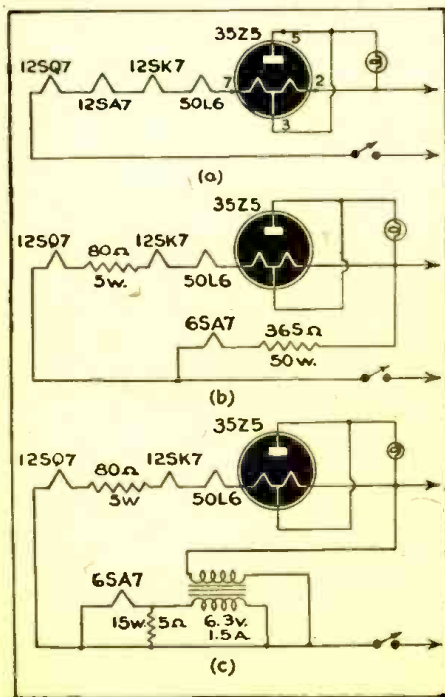 35Z5
5
12SQ7 12SK7
7 2
12SA7 50L6
3
(a)
35Z5
12SQ7 80Ω 12SK7
5W. 50L6
6SA7 365Ω
50W.
(b)
35Z5
12SQ7 80Ω 12SK7
5W 50L6
6SA7
15W. 5Ω 6.3V.
1.5A.
(c)